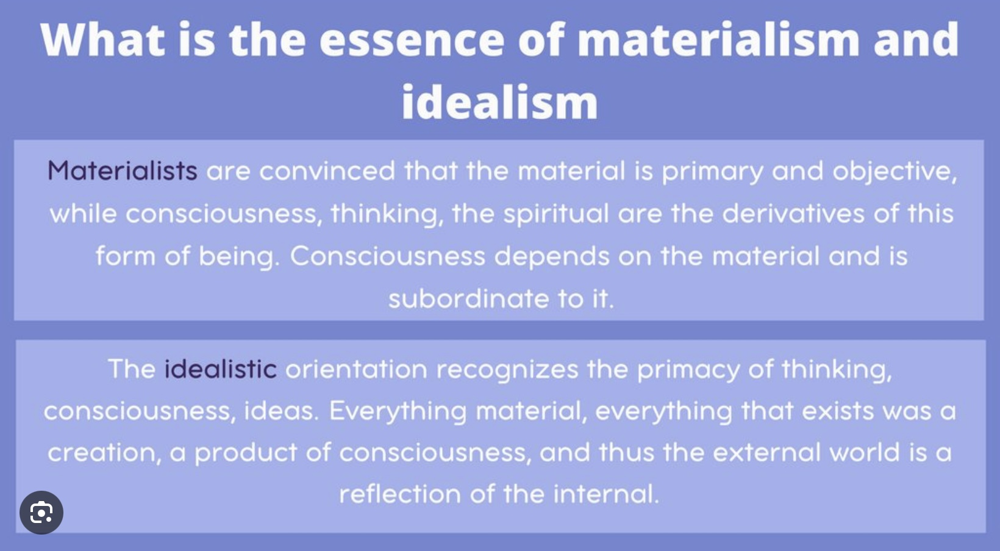 What is the essence of materialism and
idealism
Materialists are convinced that the material is primary and objective,
while consciousness, thinking, the spiritual are the derivatives of this
form of being. Consciousness depends on the material and is
subordinate to it.
The idealistic orientation recognizes the primacy of thinking,
consciousness, ideas. Everything material, everything that exists was a
creation, a product of consciousness, and thus the external world is a
reflection of the internal.